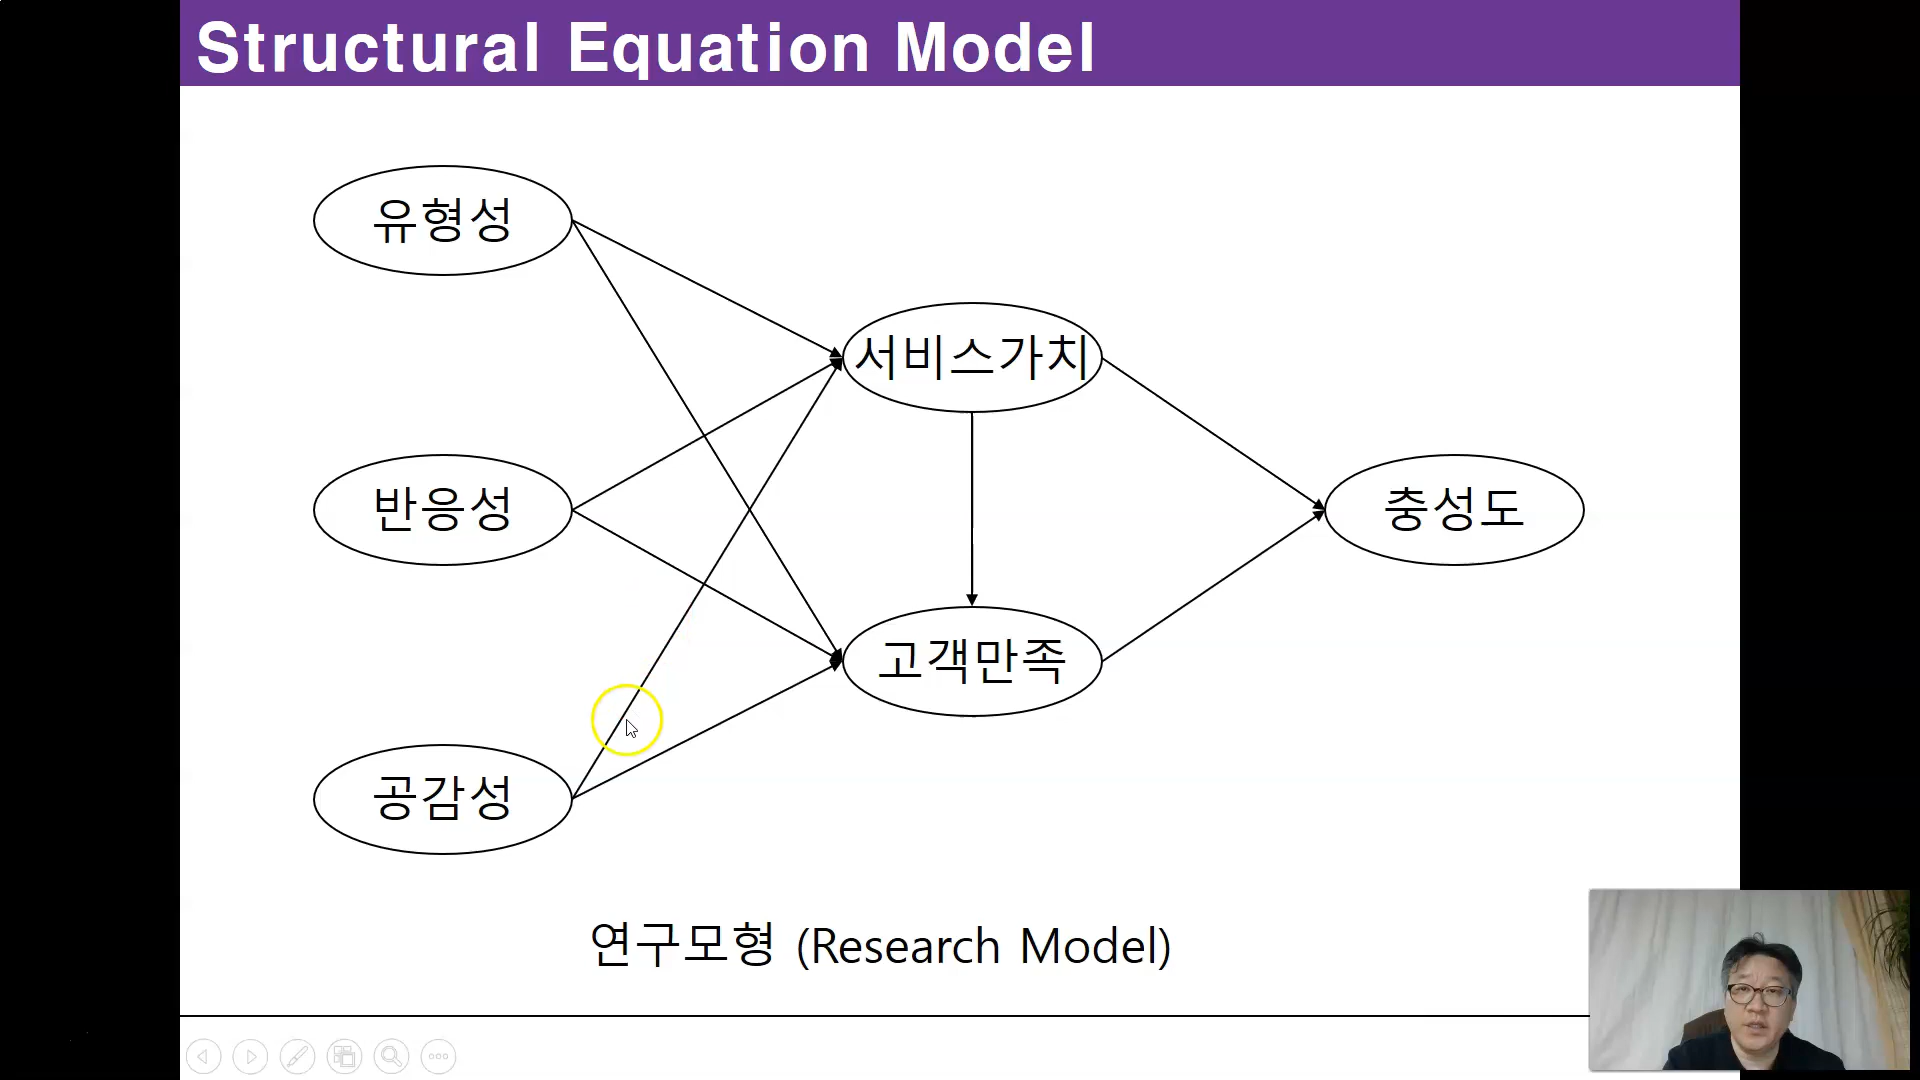 Structural Equation Model
유형성
서비스가치
반응성
충성도
고객만족
공감성
연구모형 (Research Model)